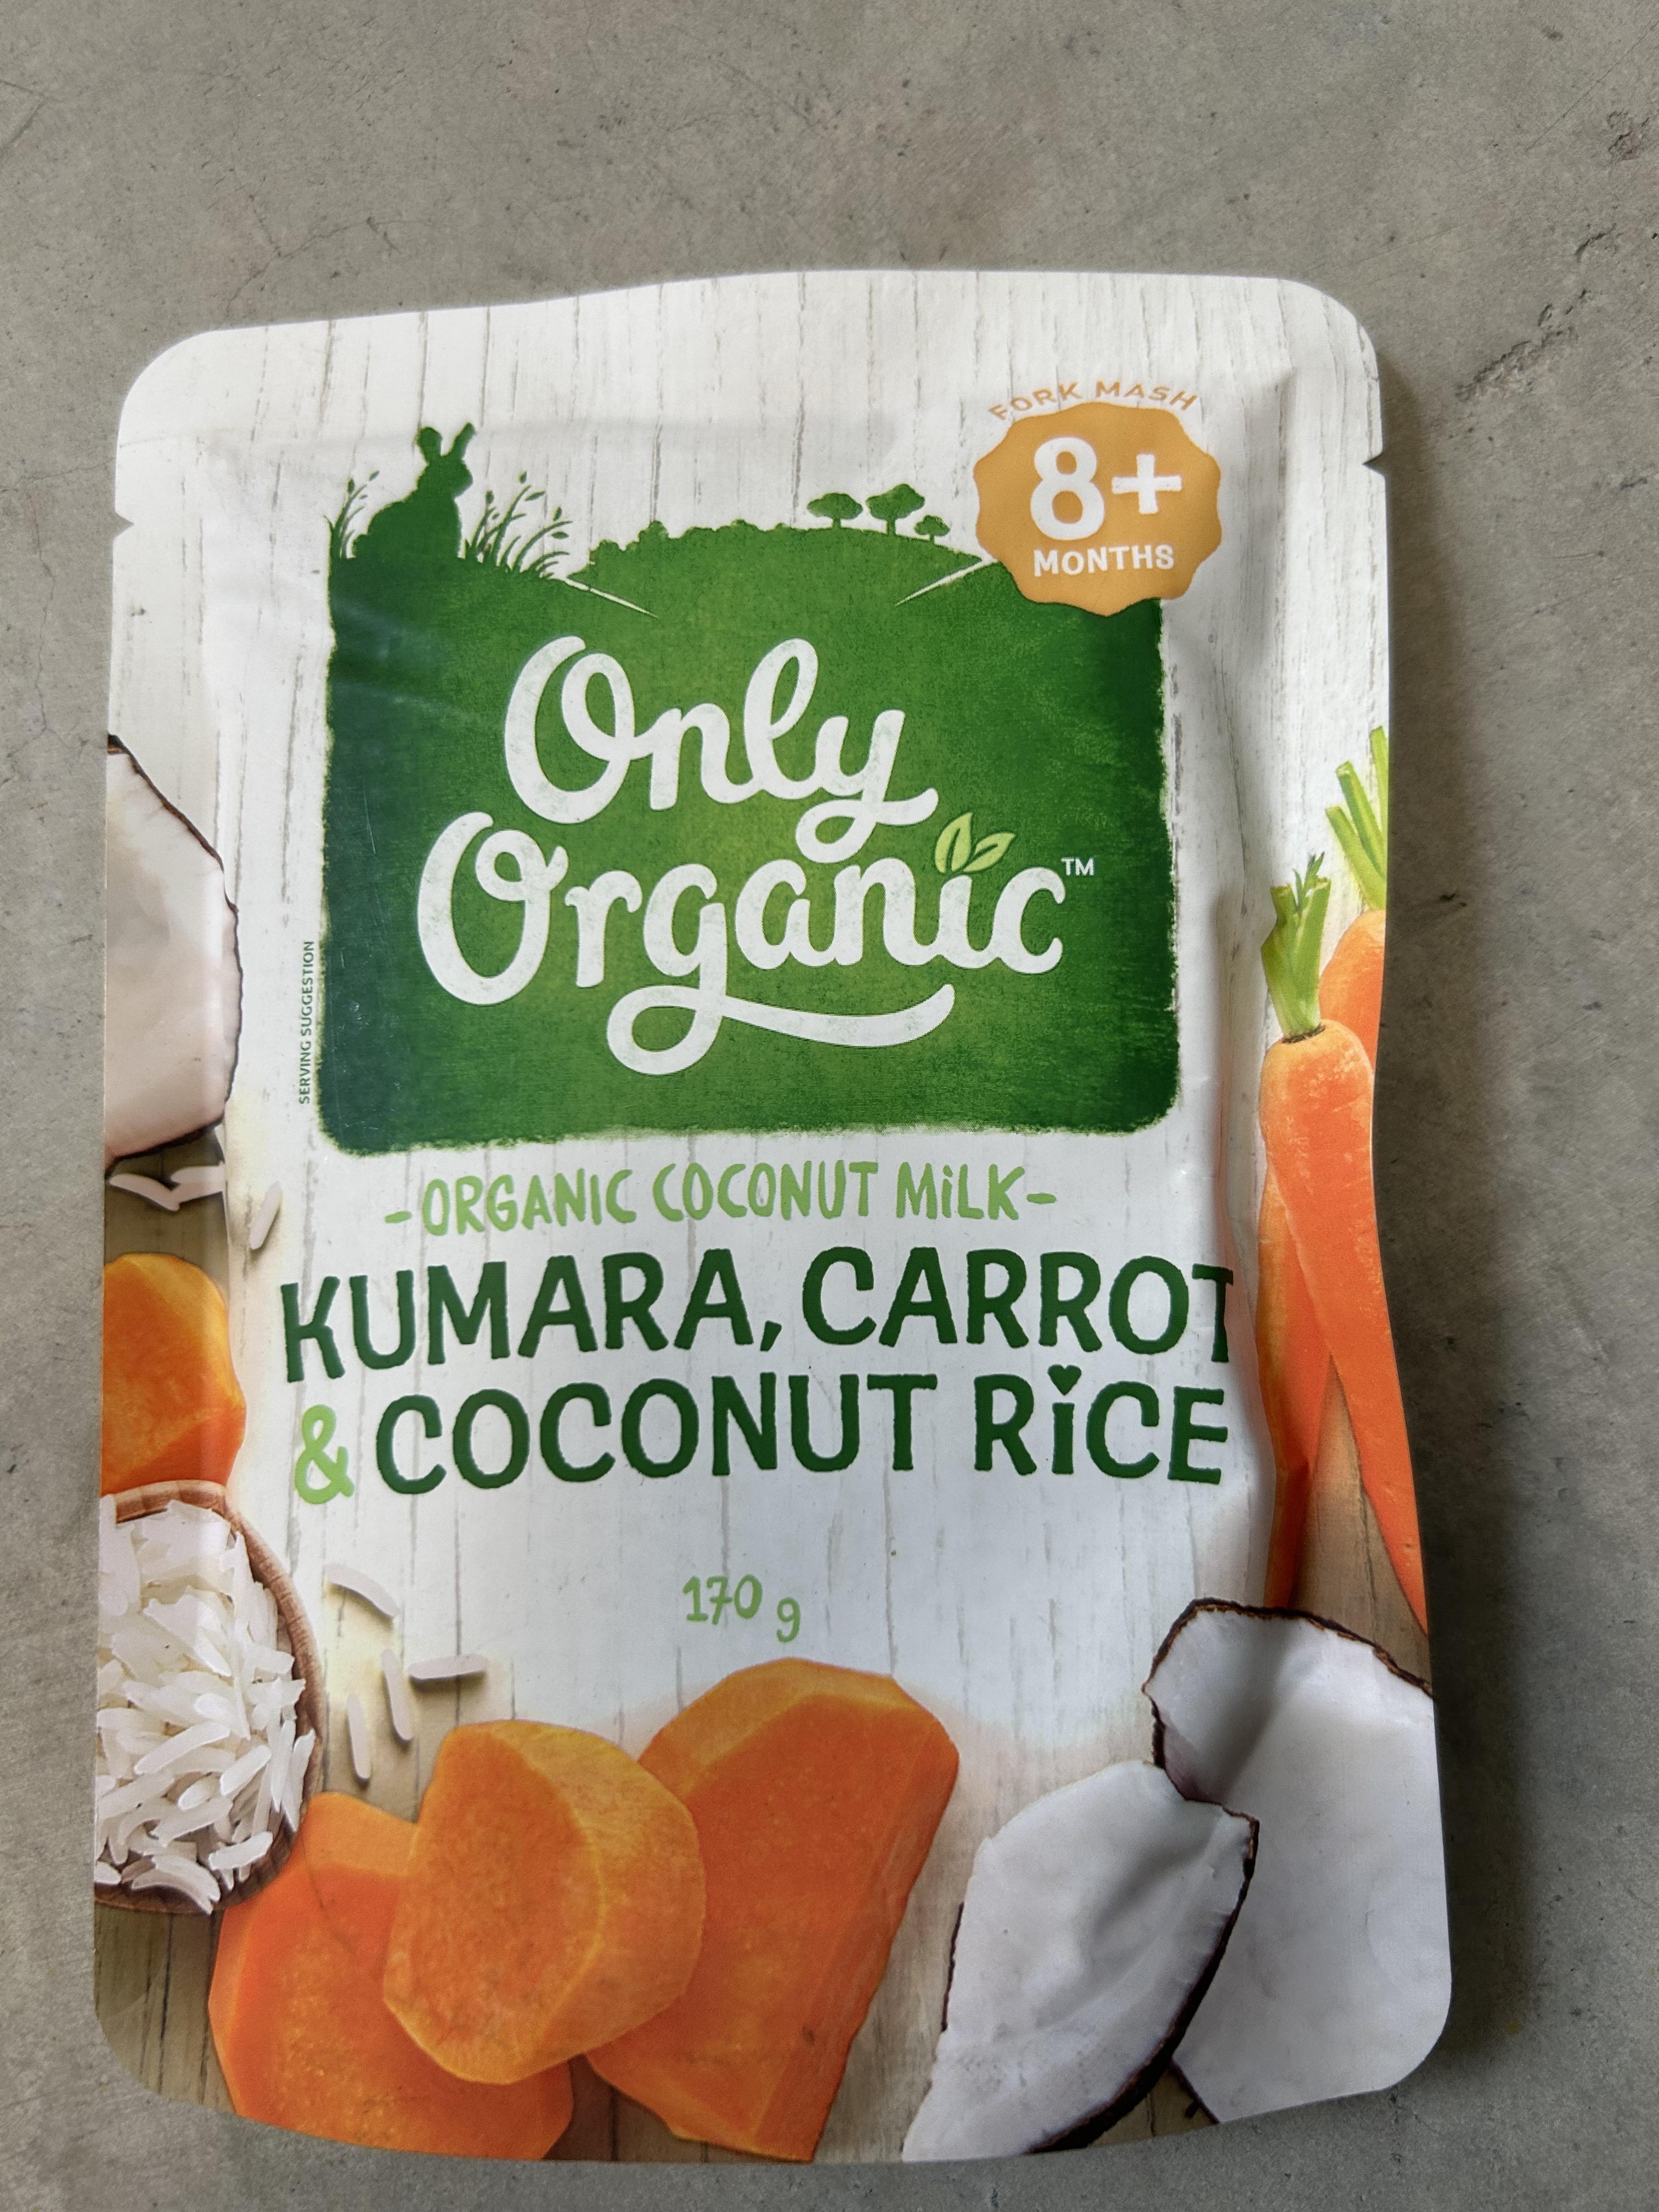 FORK MASH
8+
MONTHS
Only
Organic™
SERVING SUGGESTION
-ORGANIC COCONUT MiLK-
KUMARA, CARROT
& COCONUT RiCE
170 g